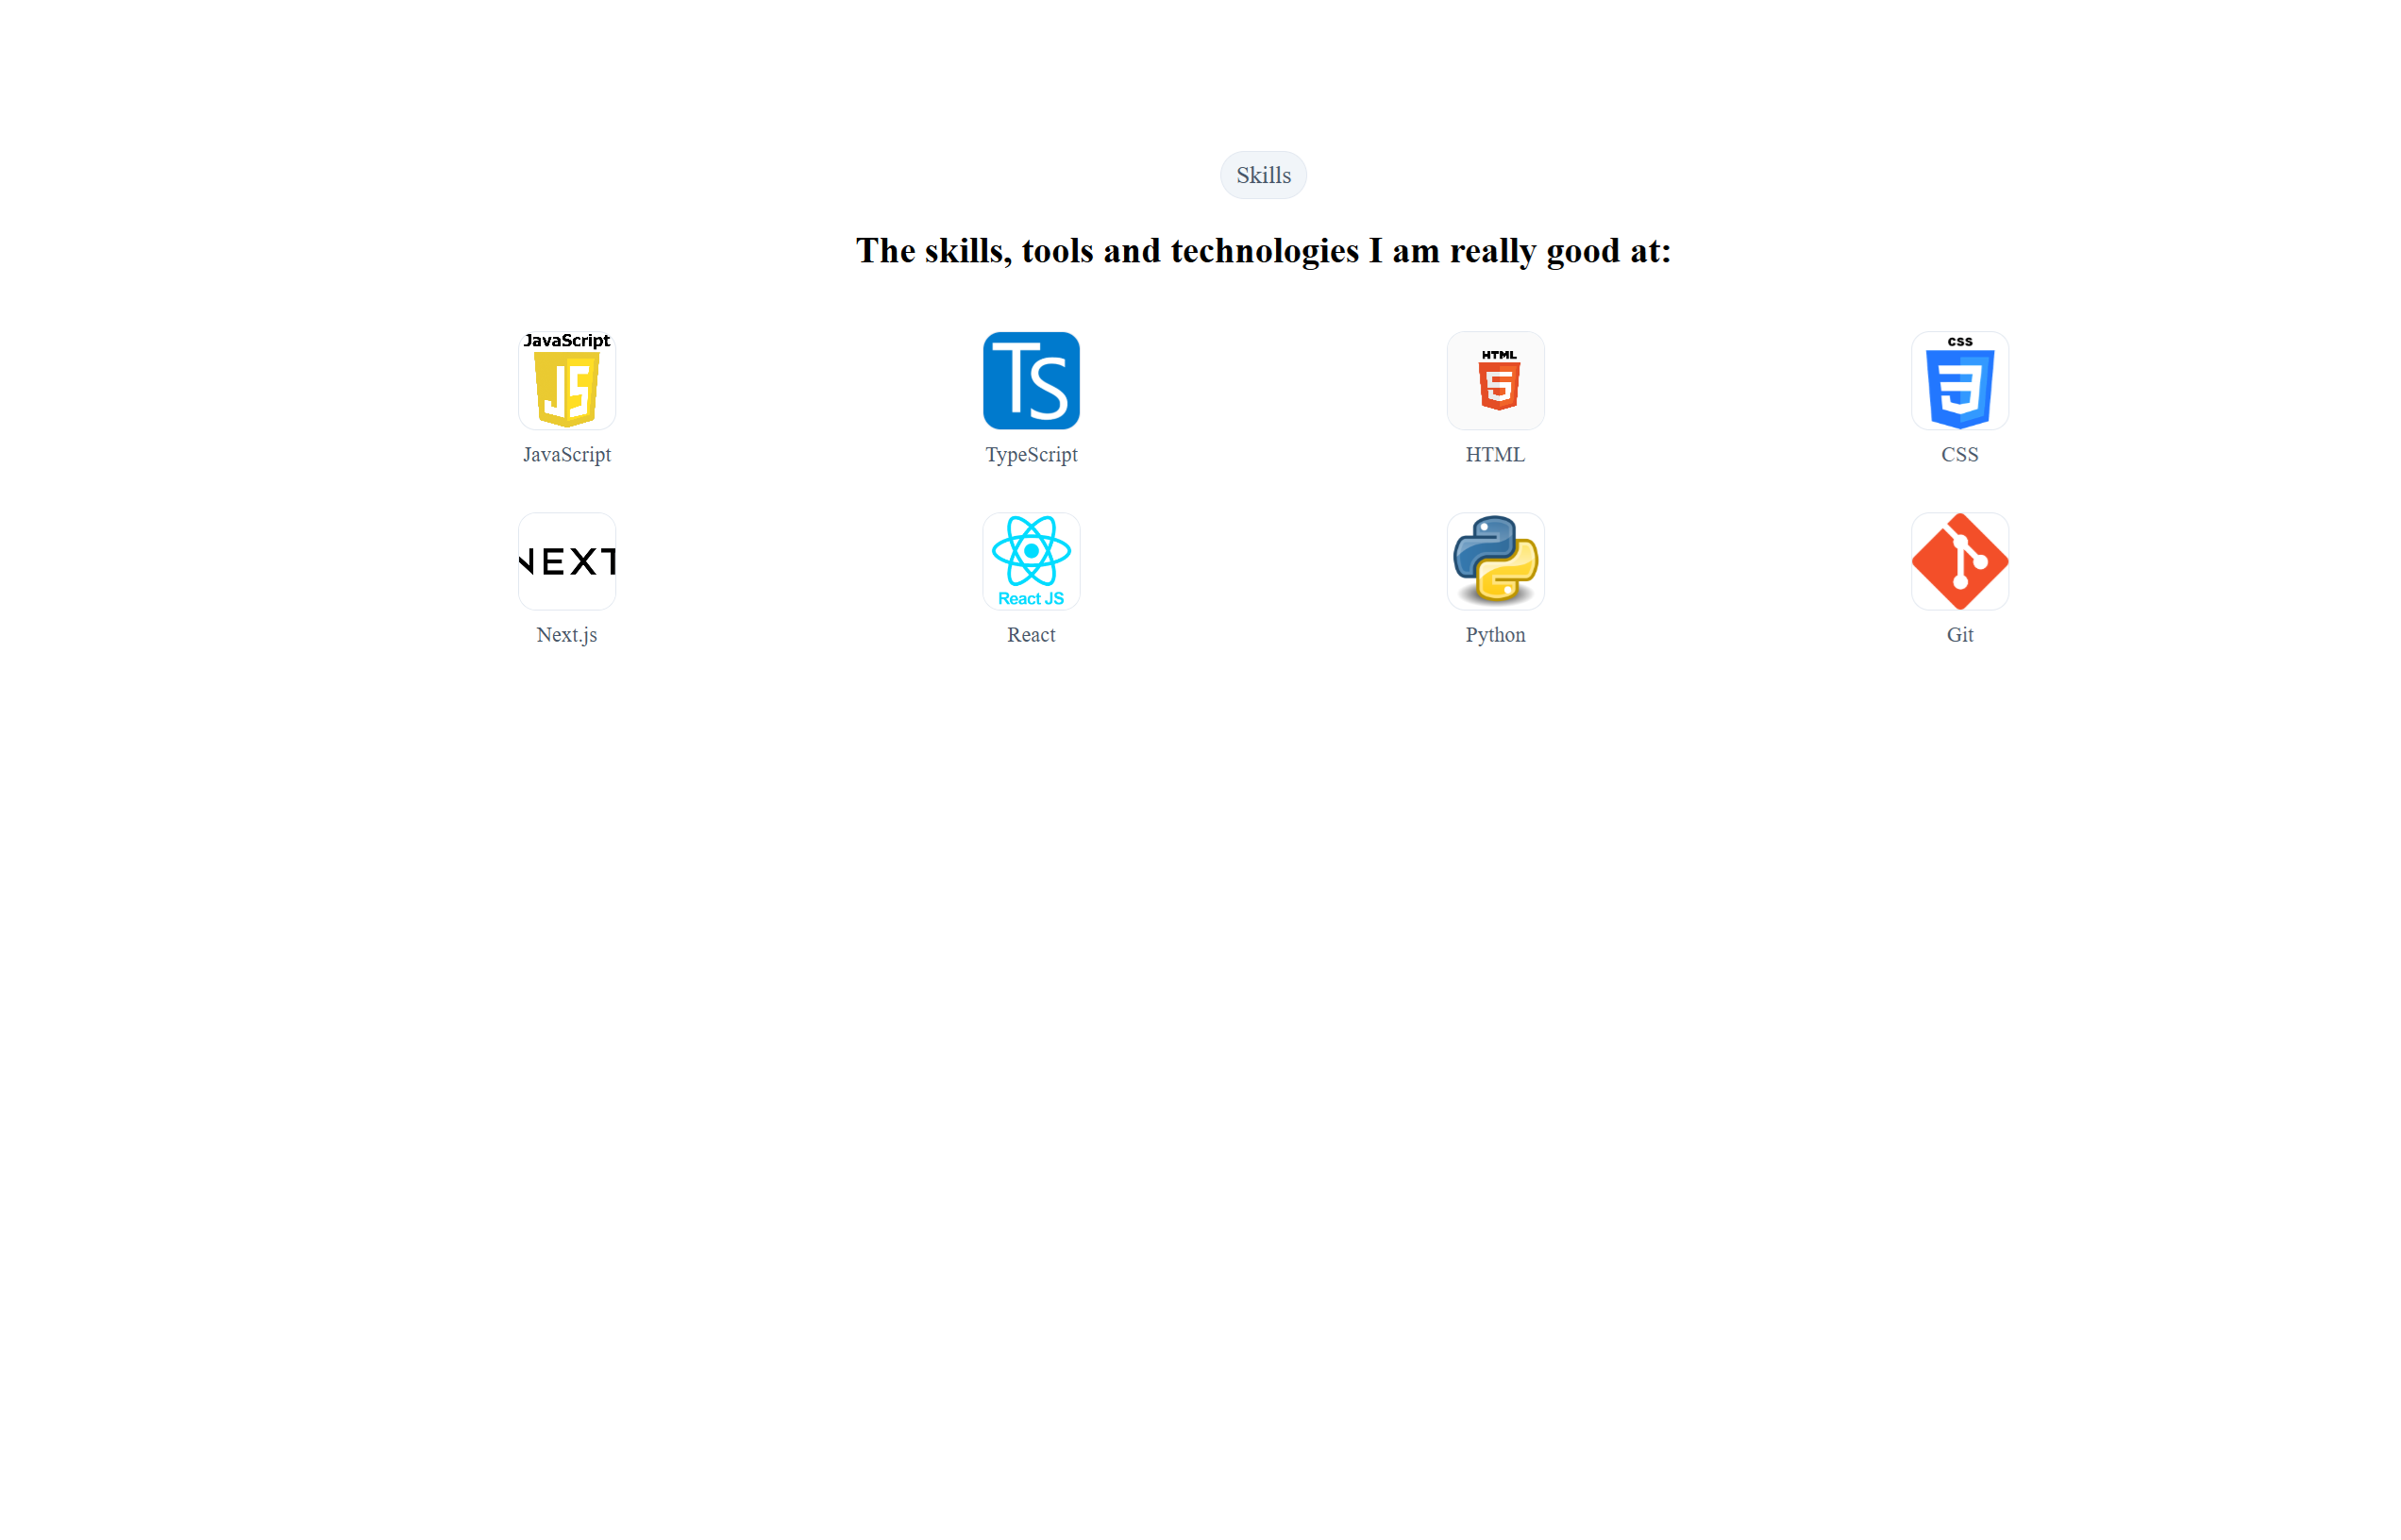 Skills
The skills, tools and technologies I am really good at:
JavaScript
JS
JavaScript
TS
TypeScript
HTML
5
HTML
CSS
3
CSS
NEXT
Next.js
React JS
React
Python
Git